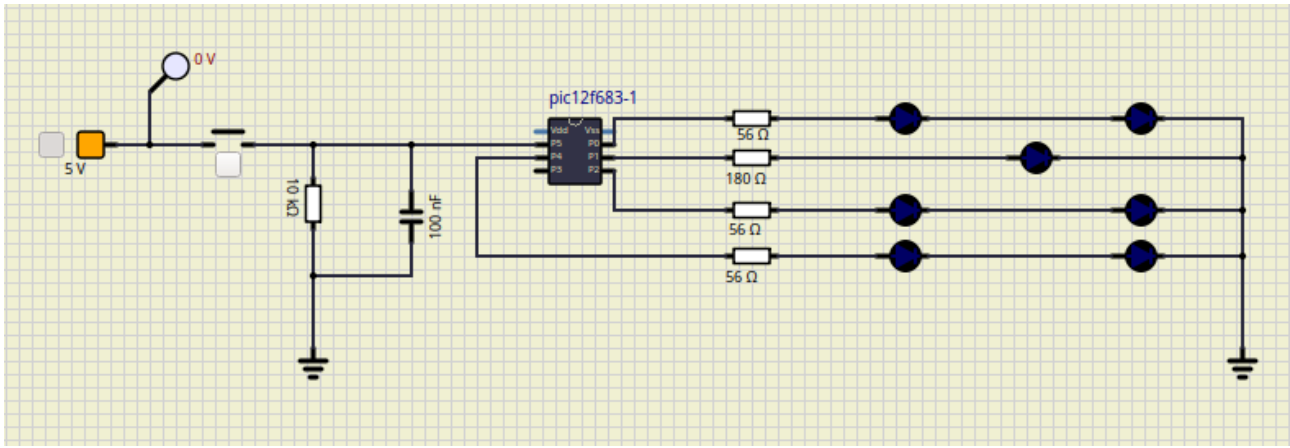 0 V
5 V
10 kΩ
100 nF
pic12f683-1
Vdd Vss
P5 P0
P4 P1
P3 P2
56 Ω
180 Ω
56 Ω
56 Ω